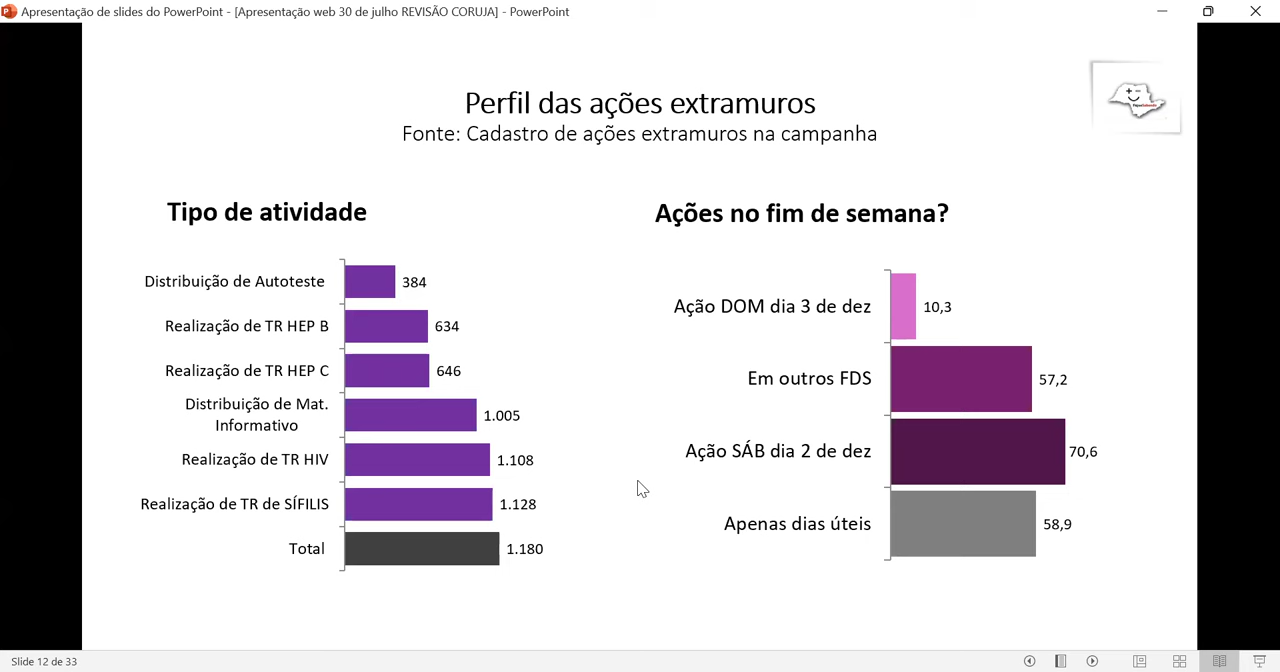 Apresentação de slides do PowerPoint - [Apresentação web 30 de julho REVISÃO CORUJA] - PowerPoint
Perfil das ações extramuros
Fonte: Cadastro de ações extramuros na campanha
Tipo de atividade
Distribuição de Autoteste 384
Realização de TR HEP B 634
Realização de TR HEP C 646
Distribuição de Mat.
Informativo 1.005
Realização de TR HIV 1.108
Realização de TR de SÍFILIS 1.128
Total 1.180
Ações no fim de semana?
Ação DOM dia 3 de dez 10,3
Em outros FDS 57,2
Ação SÁB dia 2 de dez 70,6
Apenas dias úteis 58,9
Slide 12 de 33